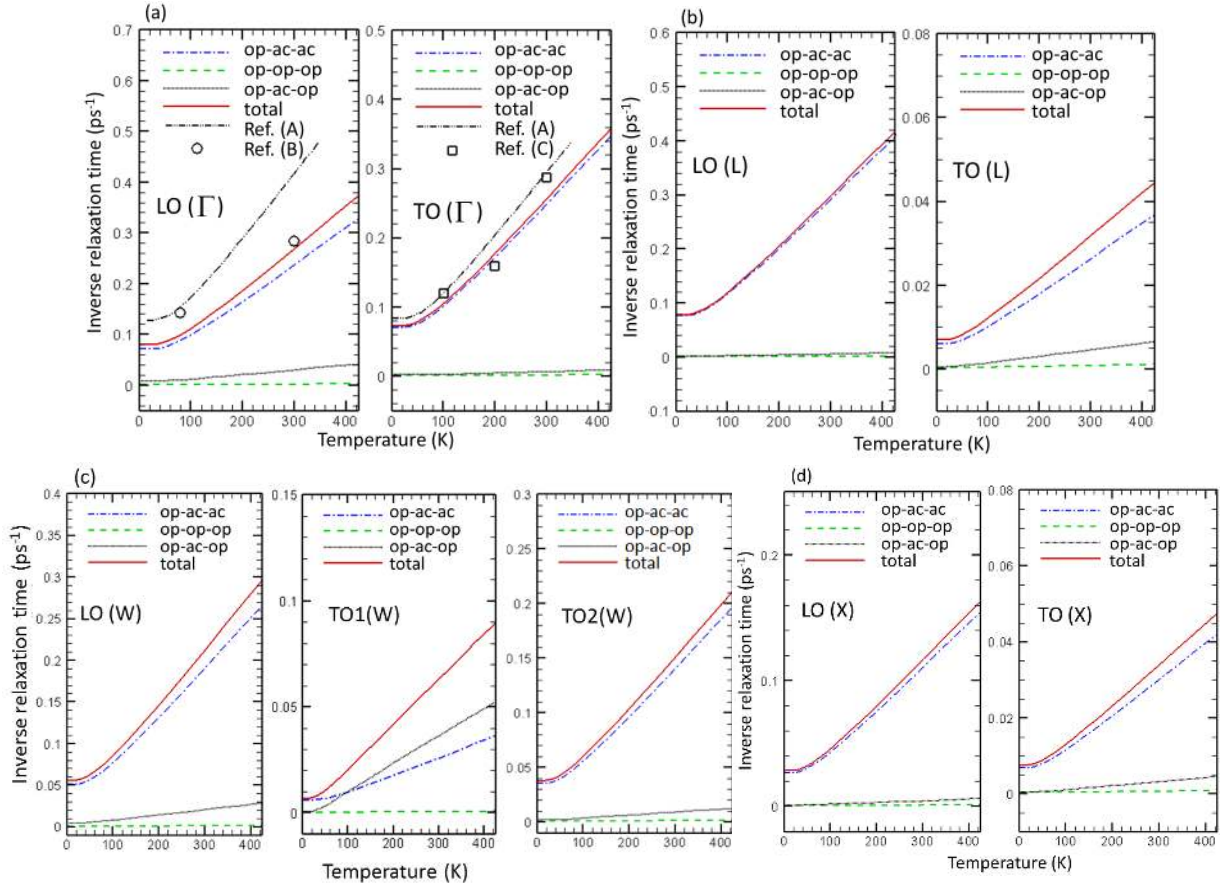 (a)
Inverse relaxation time (ps⁻¹)
0.7
0.6
0.5
0.4
0.3
0.2
0.1
0
op-ac-ac
op-op-op
op-ac-op
total
Ref. (A)
Ref. (B)
LO (Γ)
0 100 200 300 400
0.5
0.4
0.3
0.2
0.1
0
op-ac-ac
op-op-op
op-ac-op
total
Ref. (A)
Ref. (C)
TO (Γ)
0 100 200 300 400
Temperature (K)
(b)
Inverse relaxation time (ps⁻¹)
0.6
0.5
0.4
0.3
0.2
0.1
0
0.1
op-ac-ac
op-op-op
op-ac-op
total
LO (L)
0 100 200 300 400
0.08
0.06
0.04
0.02
0
op-ac-ac
op-op-op
op-ac-op
total
TO (L)
0 100 200 300 400
Temperature (K)
(c)
Inverse relaxation time (ps⁻¹)
0.4
0.35
0.3
0.25
0.2
0.15
0.1
0.05
0
op-ac-ac
op-op-op
op-ac-op
total
LO (W)
0 100 200 300 400
0.15
0.1
0.05
0
op-ac-ac
op-op-op
op-ac-op
total
TO1(W)
0 100 200 300 400
0.3
0.25
0.2
0.15
0.1
0.05
0
op-ac-ac
op-op-op
op-ac-op
total
TO2(W)
0 100 200 300 400
Temperature (K)
(d)
Inverse relaxation time (ps⁻¹)
0.2
0.1
0
op-ac-ac
op-op-op
op-ac-op
total
LO (X)
0 100 200 300 400
0.08
0.06
0.04
0.02
0
op-ac-ac
op-op-op
op-ac-op
total
TO (X)
0 100 200 300 400
Temperature (K)